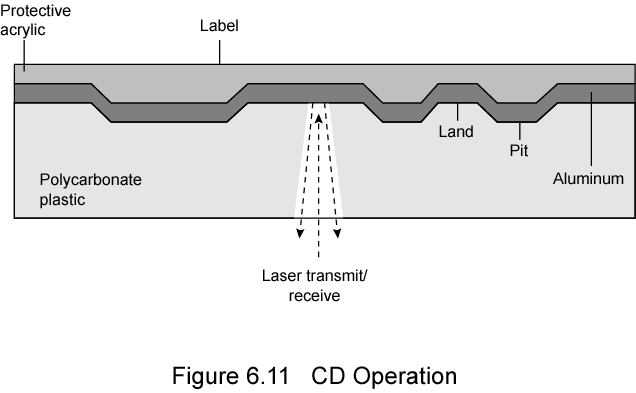 Protective
acrylic
Label
Land
Pit
Aluminum
Polycarbonate
plastic
Laser transmit/
receive
Figure 6.11 CD Operation